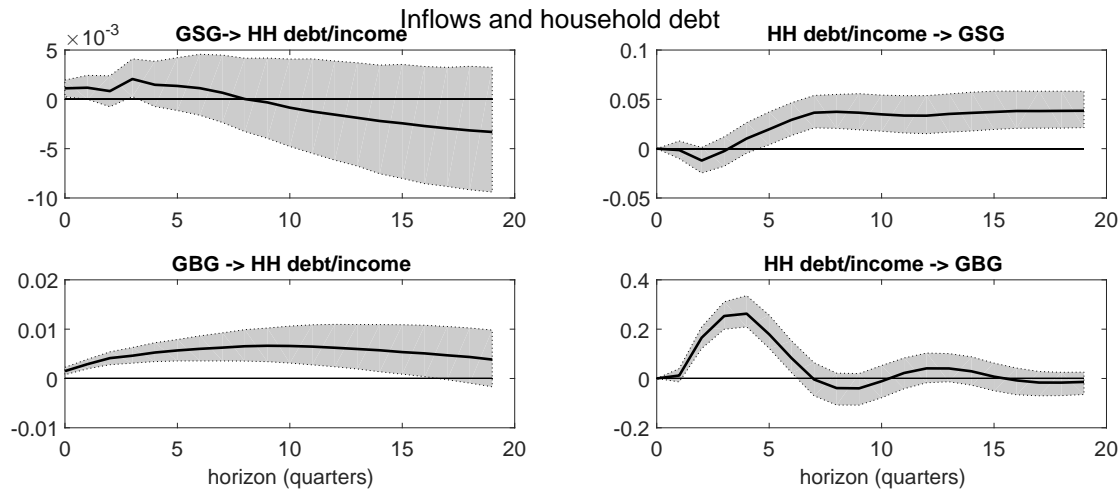 Inflows and household debt
×10⁻³
GSG-> HH debt/income
5
0
-5
-10
0 5 10 15 20
HH debt/income -> GSG
0.1
0.05
0
-0.05
0 5 10 15 20
GBG -> HH debt/income
0.02
0.01
0
-0.01
0 5 10 15 20
horizon (quarters)
HH debt/income -> GBG
0.4
0.2
0
-0.2
0 5 10 15 20
horizon (quarters)